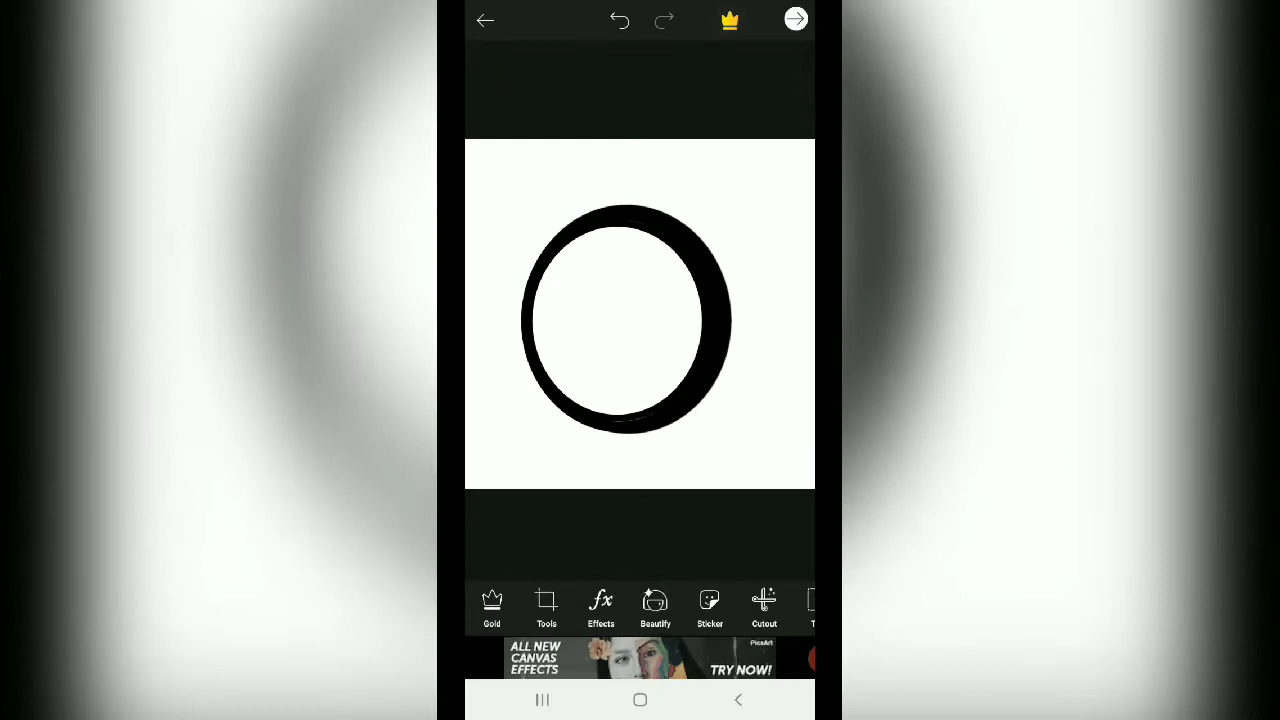 Gold
Tools
Effects
Beautify
Sticker
Cutout
PicsArt
ALL NEW
CANVAS
EFFECTS
TRY NOW!